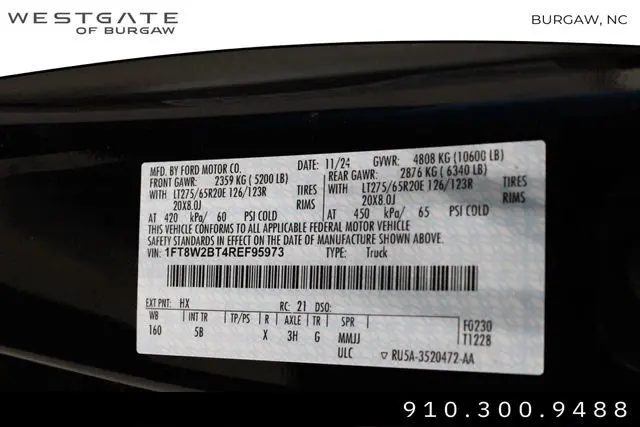 WESTGATE
OF BURGAW
BURGAW, NC
MFD. BY FORD MOTOR CO. DATE: 11/24 GVWR: 4808 KG (10600 LB)
FRONT GAWR: 2359 KG (5200 LB) REAR GAWR: 2876 KG (6340 LB)
WITH LT275/65R20E 126/123R TIRES WITH LT275/65R20E 126/123R TIRES
20X8.0J RIMS 20X8.0J RIMS
AT 420 kPa/ 60 PSI COLD AT 450 kPa/ 65 PSI COLD
THIS VEHICLE CONFORMS TO ALL APPLICABLE FEDERAL MOTOR VEHICLE
SAFETY STANDARDS IN EFFECT ON THE DATE OF MANUFACTURE SHOWN ABOVE.
VIN: 1FT8W2BT4REF95973 TYPE: Truck
EXT PNT: HX RC: 21 DSO:
WB INT TR TP/PS R AXLE TR SPR F0230
160 5B X 3H G MMJJ T1228
ULC ▽ RU5A-3520472-AA
910.300.9488